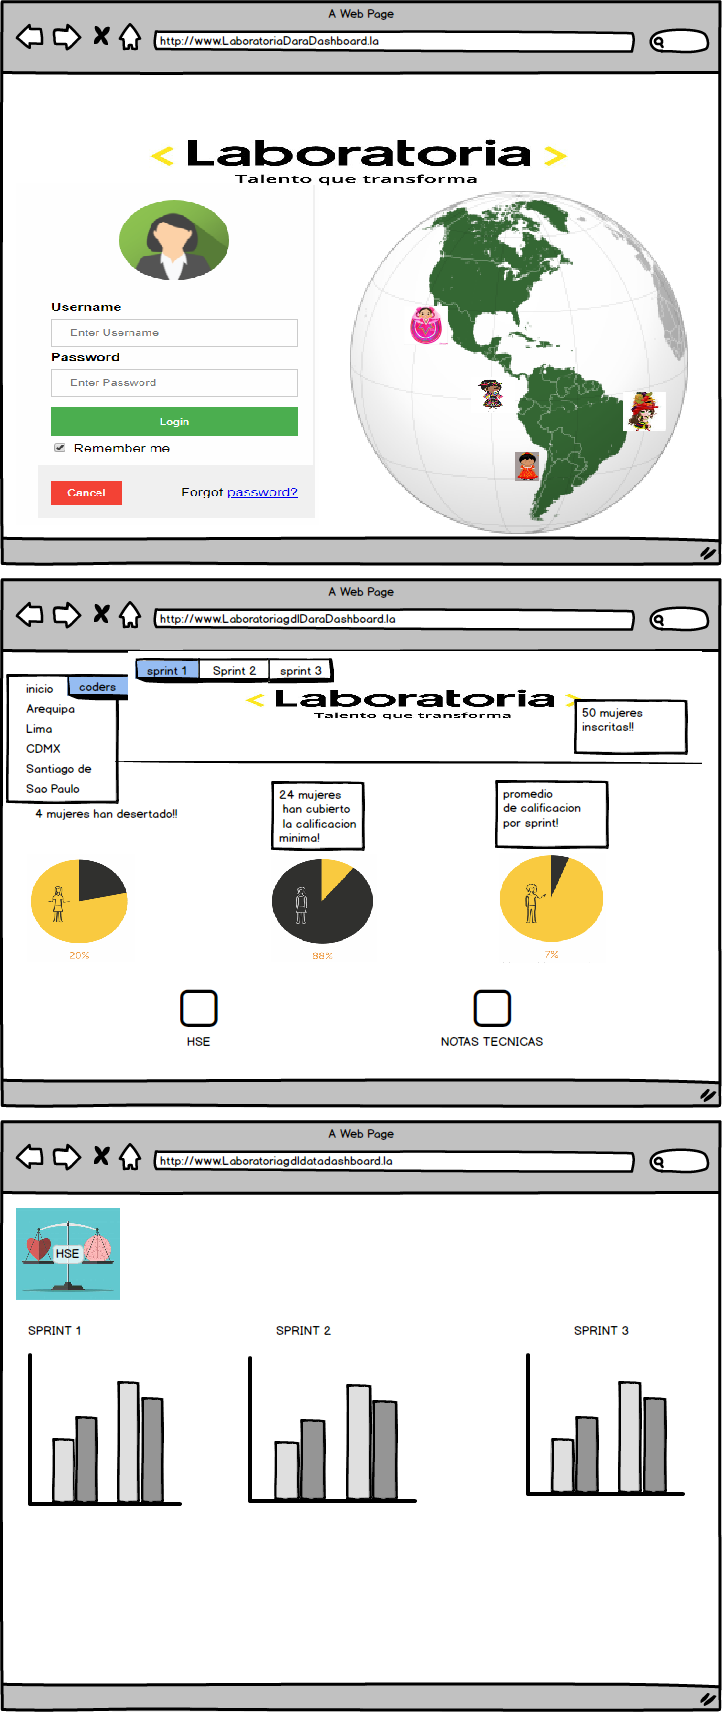 A Web Page
http://www.LaboratoriaDaraDashboard.la
< Laboratoria >
Talento que transforma
Username
Enter Username
Password
Enter Password
Login
Remember me
Cancel
Forgot password?
A Web Page
http://www.LaboratoriagdlDaraDashboard.la
sprint 1 Sprint 2 sprint 3
inicio coders
Arequipa
Lima
CDMX
Santiago de
Sao Paulo
< Laboratoria >
Talento que transforma
50 mujeres
inscritas!!
4 mujeres han desertado!!
24 mujeres
han cubierto
la calificacion
minima!
promedio
de calificacion
por sprint!
20%
88%
7%
HSE
NOTAS TECNICAS
A Web Page
http://www.Laboratoriagdldatadashboard.la
HSE
SPRINT 1
SPRINT 2
SPRINT 3